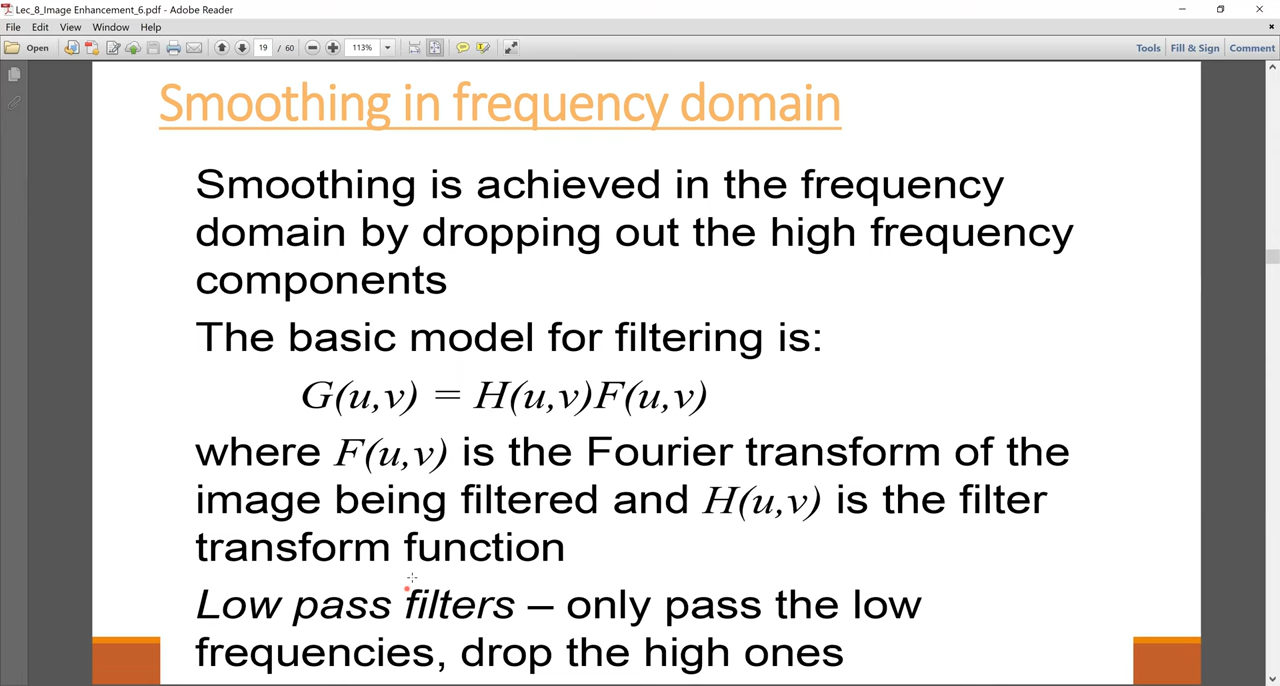 Lec_8_Image Enhancement_6.pdf - Adobe Reader
File Edit View Window Help
Open 19 / 60 113% Tools Fill & Sign Comment
Smoothing in frequency domain
Smoothing is achieved in the frequency
domain by dropping out the high frequency
components
The basic model for filtering is:
G(u,v) = H(u,v)F(u,v)
where F(u,v) is the Fourier transform of the
image being filtered and H(u,v) is the filter
transform function
Low pass filters – only pass the low
frequencies, drop the high ones